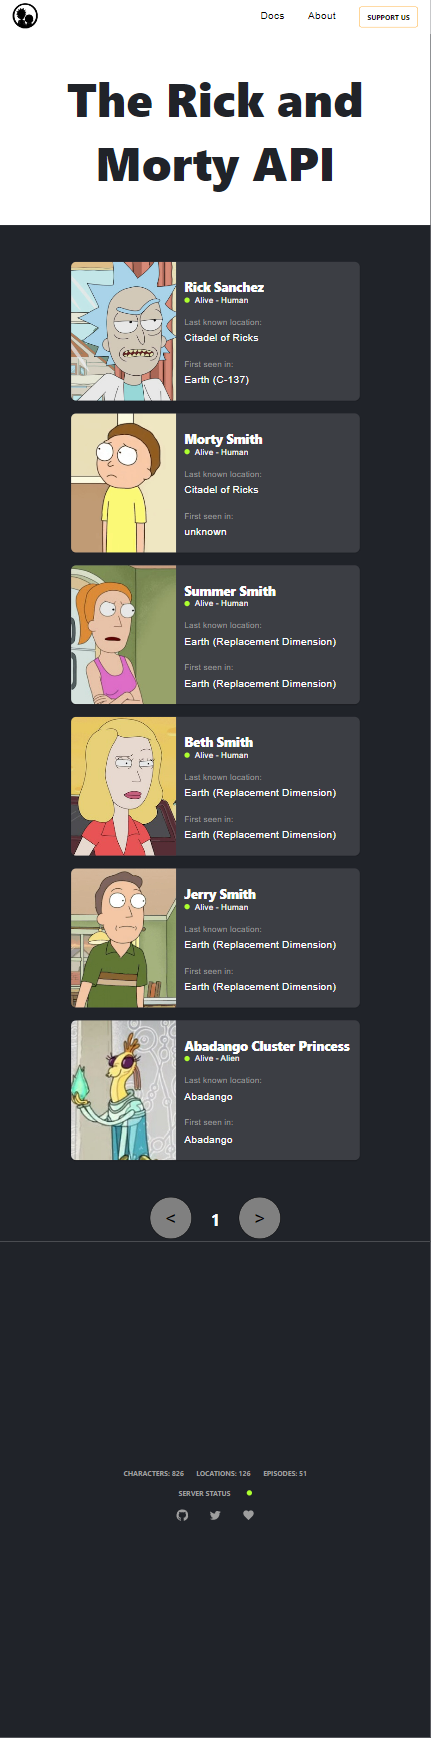 Docs About SUPPORT US
The Rick and
Morty API
Rick Sanchez
Alive - Human
Last known location:
Citadel of Ricks
First seen in:
Earth (C-137)
Morty Smith
Alive - Human
Last known location:
Citadel of Ricks
First seen in:
unknown
Summer Smith
Alive - Human
Last known location:
Earth (Replacement Dimension)
First seen in:
Earth (Replacement Dimension)
Beth Smith
Alive - Human
Last known location:
Earth (Replacement Dimension)
First seen in:
Earth (Replacement Dimension)
Jerry Smith
Alive - Human
Last known location:
Earth (Replacement Dimension)
First seen in:
Earth (Replacement Dimension)
Abadango Cluster Princess
Alive - Alien
Last known location:
Abadango
First seen in:
Abadango
< 1 >
CHARACTERS: 826 LOCATIONS: 126 EPISODES: 51
SERVER STATUS